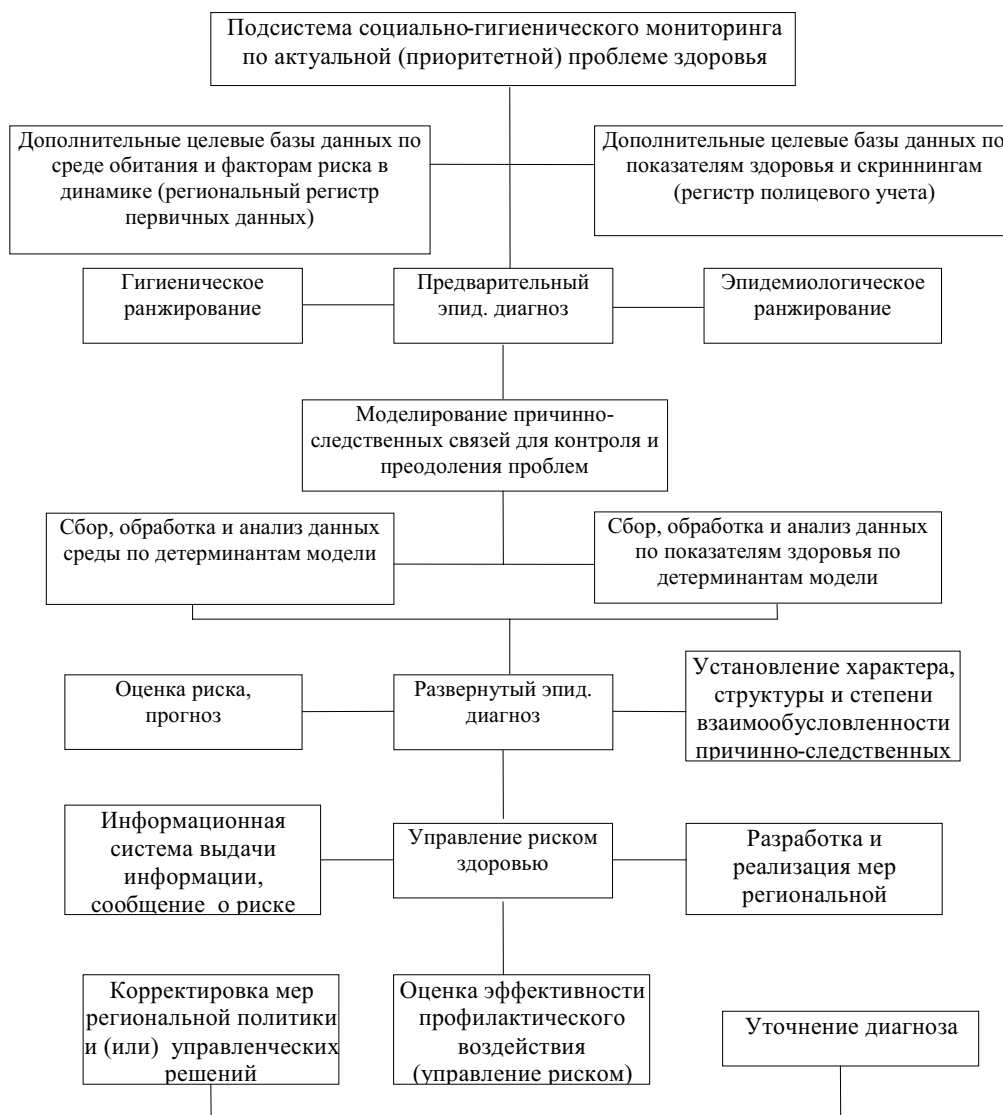 Подсистема социально-гигиенического мониторинга
по актуальной (приоритетной) проблеме здоровья
Дополнительные целевые базы данных по
среде обитания и факторам риска в
динамике (региональный регистр
первичных данных)
Дополнительные целевые базы данных по
показателям здоровья и скриннингам
(регистр полицевого учета)
Гигиеническое
ранжирование
Предварительный
эпид. диагноз
Эпидемиологическое
ранжирование
Моделирование причинно-
следственных связей для контроля и
преодоления проблем
Сбор, обработка и анализ данных
среды по детерминантам модели
Сбор, обработка и анализ данных
по показателям здоровья по
детерминантам модели
Оценка риска,
прогноз
Развернутый эпид.
диагноз
Установление характера,
структуры и степени
взаимообусловленности
причинно-следственных
Информационная
система выдачи
информации,
сообщение о риске
Управление риском
здоровью
Разработка и
реализация мер
региональной
Корректировка мер
региональной политики
и (или) управленческих
решений
Оценка эффективности
профилактического
воздействия
(управление риском)
Уточнение диагноза